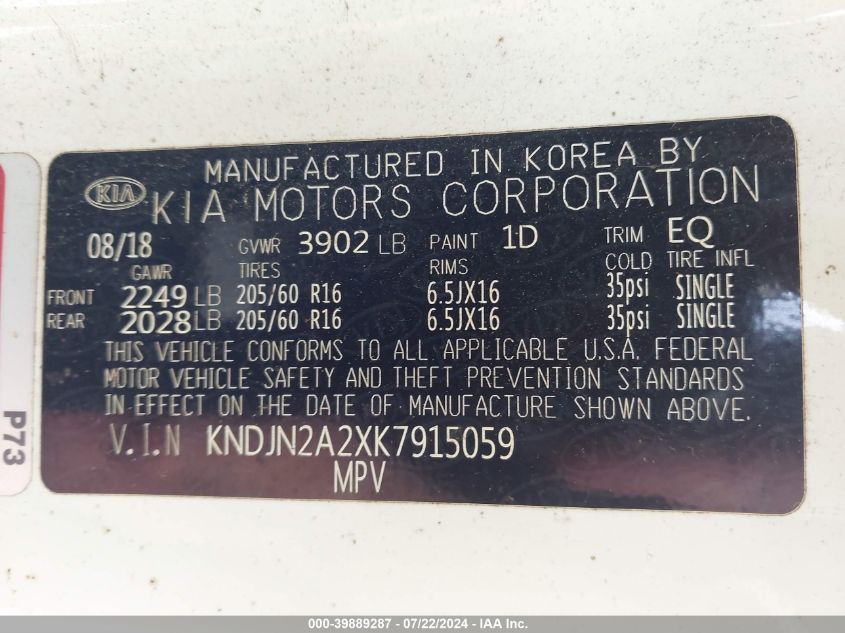 MANUFACTURED IN KOREA BY
KIA KIA MOTORS CORPORATION
08/18 GVWR 3902 LB PAINT 1D TRIM EQ
GAWR TIRES RIMS COLD TIRE INFL
FRONT 2249 LB 205/60 R16 6.5JX16 35psi SINGLE
REAR 2028 LB 205/60 R16 6.5JX16 35psi SINGLE
THIS VEHICLE CONFORMS TO ALL APPLICABLE U.S.A. FEDERAL
MOTOR VEHICLE SAFETY AND THEFT PREVENTION STANDARDS
IN EFFECT ON THE DATE OF MANUFACTURE SHOWN ABOVE.
V.I.N KNDJN2A2XK7915059
MPV
P73
000-39889287 - 07/22/2024 - IAA Inc.